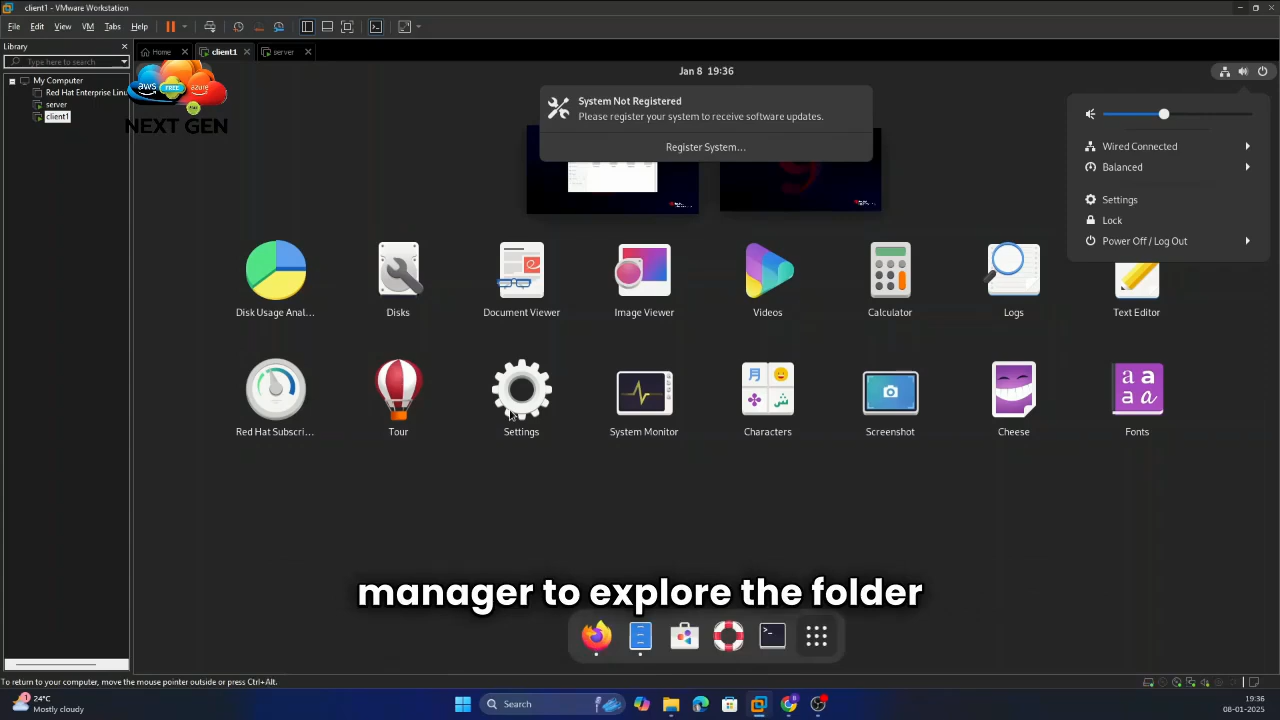 client1 - VMware Workstation
File Edit View VM Tabs Help
Library
Type here to search
My Computer
Red Hat Enterprise Linu
server
client1
Home
client1
server
aws
FREE
azure
NEXT GEN
Jan 8 19:36
System Not Registered
Please register your system to receive software updates.
Register System...
Wired Connected
Balanced
Settings
Lock
Power Off / Log Out
Disk Usage Anal...
Disks
Document Viewer
Image Viewer
Videos
Calculator
Logs
Text Editor
Red Hat Subscri...
Tour
Settings
System Monitor
Characters
Screenshot
Cheese
Fonts
manager to explore the folder
To return to your computer, move the mouse pointer outside or press Ctrl+Alt.
1
24°C
Mostly cloudy
Search
19:36
08-01-2025